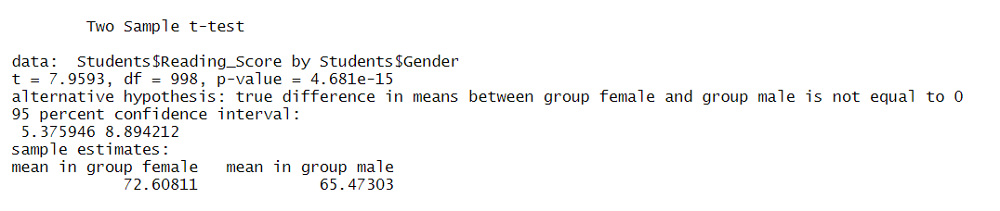 Two Sample t-test
data:  Students$Reading_Score by Students$Gender
t = 7.9593, df = 998, p-value = 4.681e-15
alternative hypothesis: true difference in means between group female and group male is not equal to 0
95 percent confidence interval:
 5.375946 8.894212
sample estimates:
mean in group female   mean in group male
            72.60811             65.47303